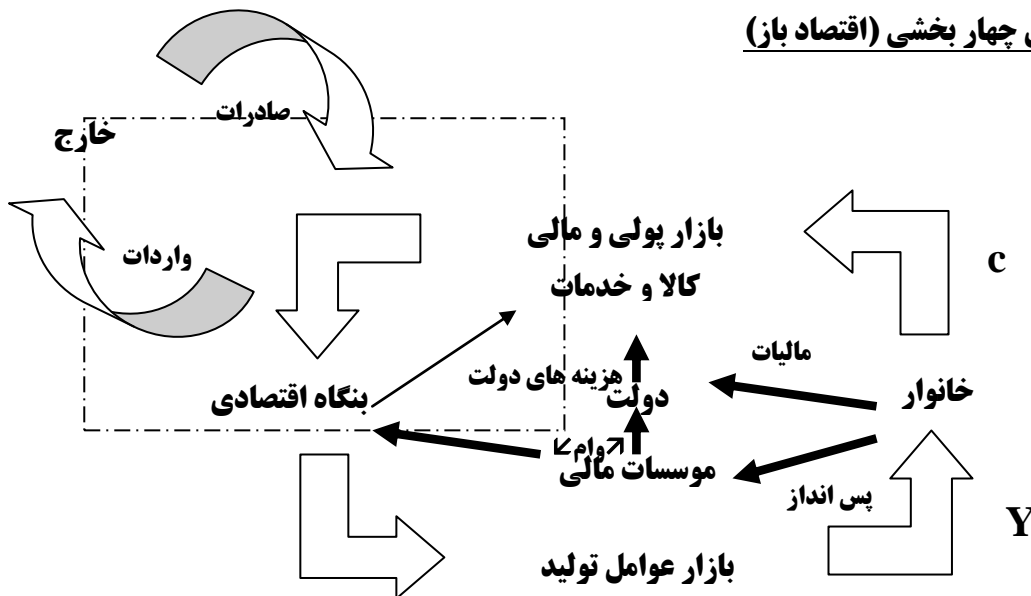 چهار بخشی (اقتصاد باز)
صادرات
خارج
واردات
بازار پولی و مالی
کالا و خدمات
c
مالیات
هزینه های دولت
بنگاه اقتصادی
دولت
خانوار
وام
موسسات مالی
پس انداز
Y
بازار عوامل تولید